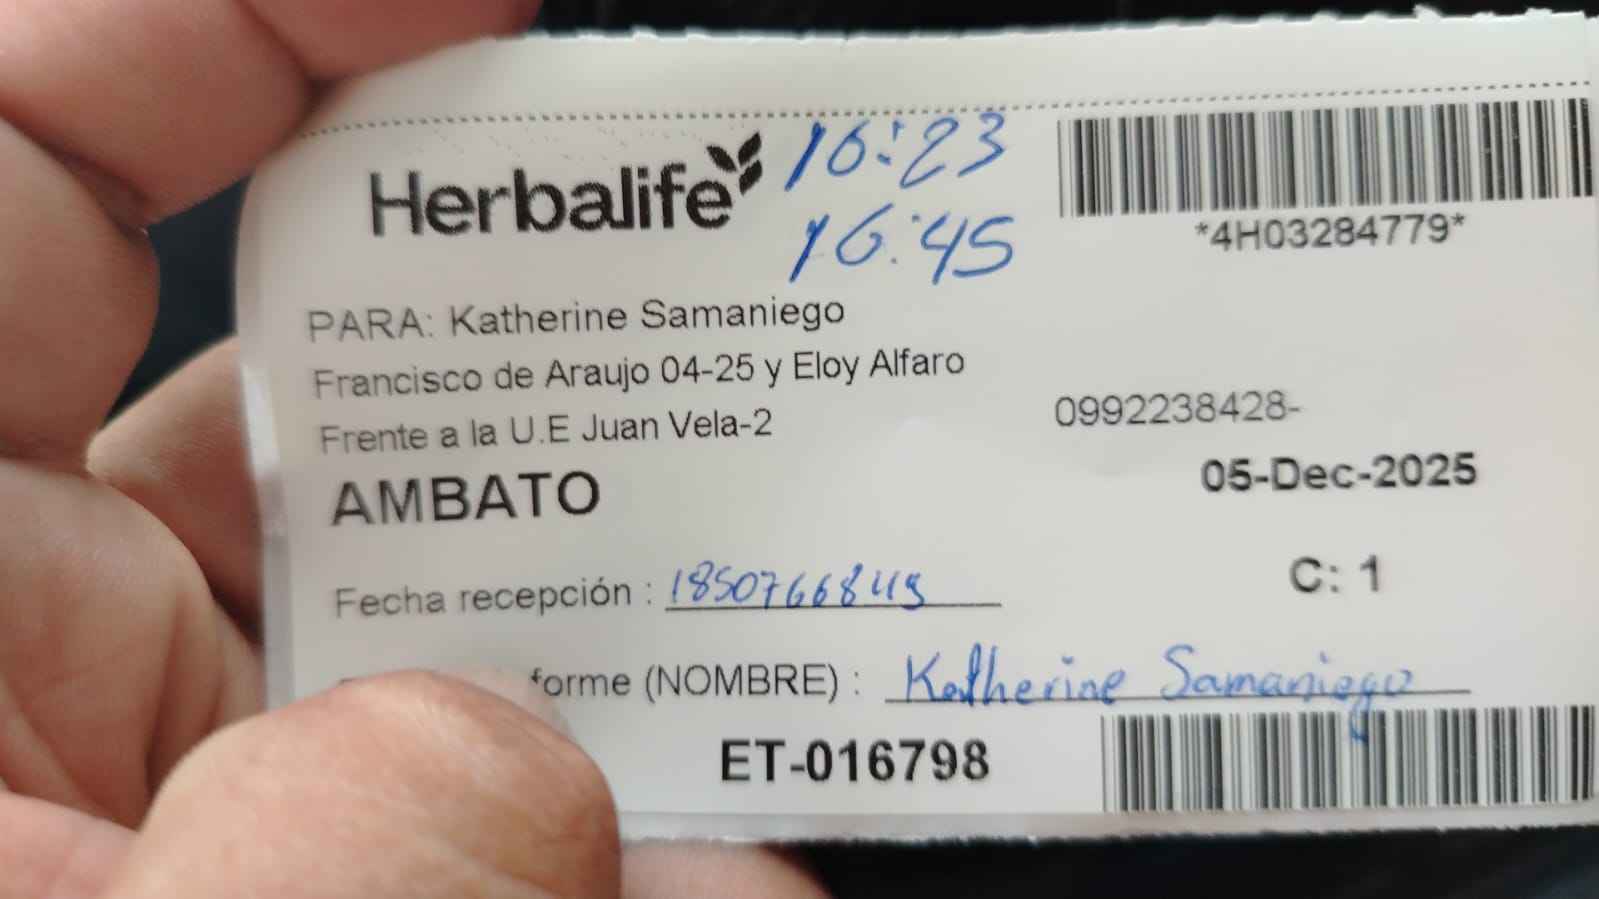 Herbalife
16:23
16:45
*4H03284779*
PARA: Katherine Samaniego
Francisco de Araujo 04-25 y Eloy Alfaro
Frente a la U.E Juan Vela-2
0992238428-
AMBATO
05-Dec-2025
C: 1
Fecha recepción : 1850766849
forme (NOMBRE) : Katherine Samaniego
ET-016798